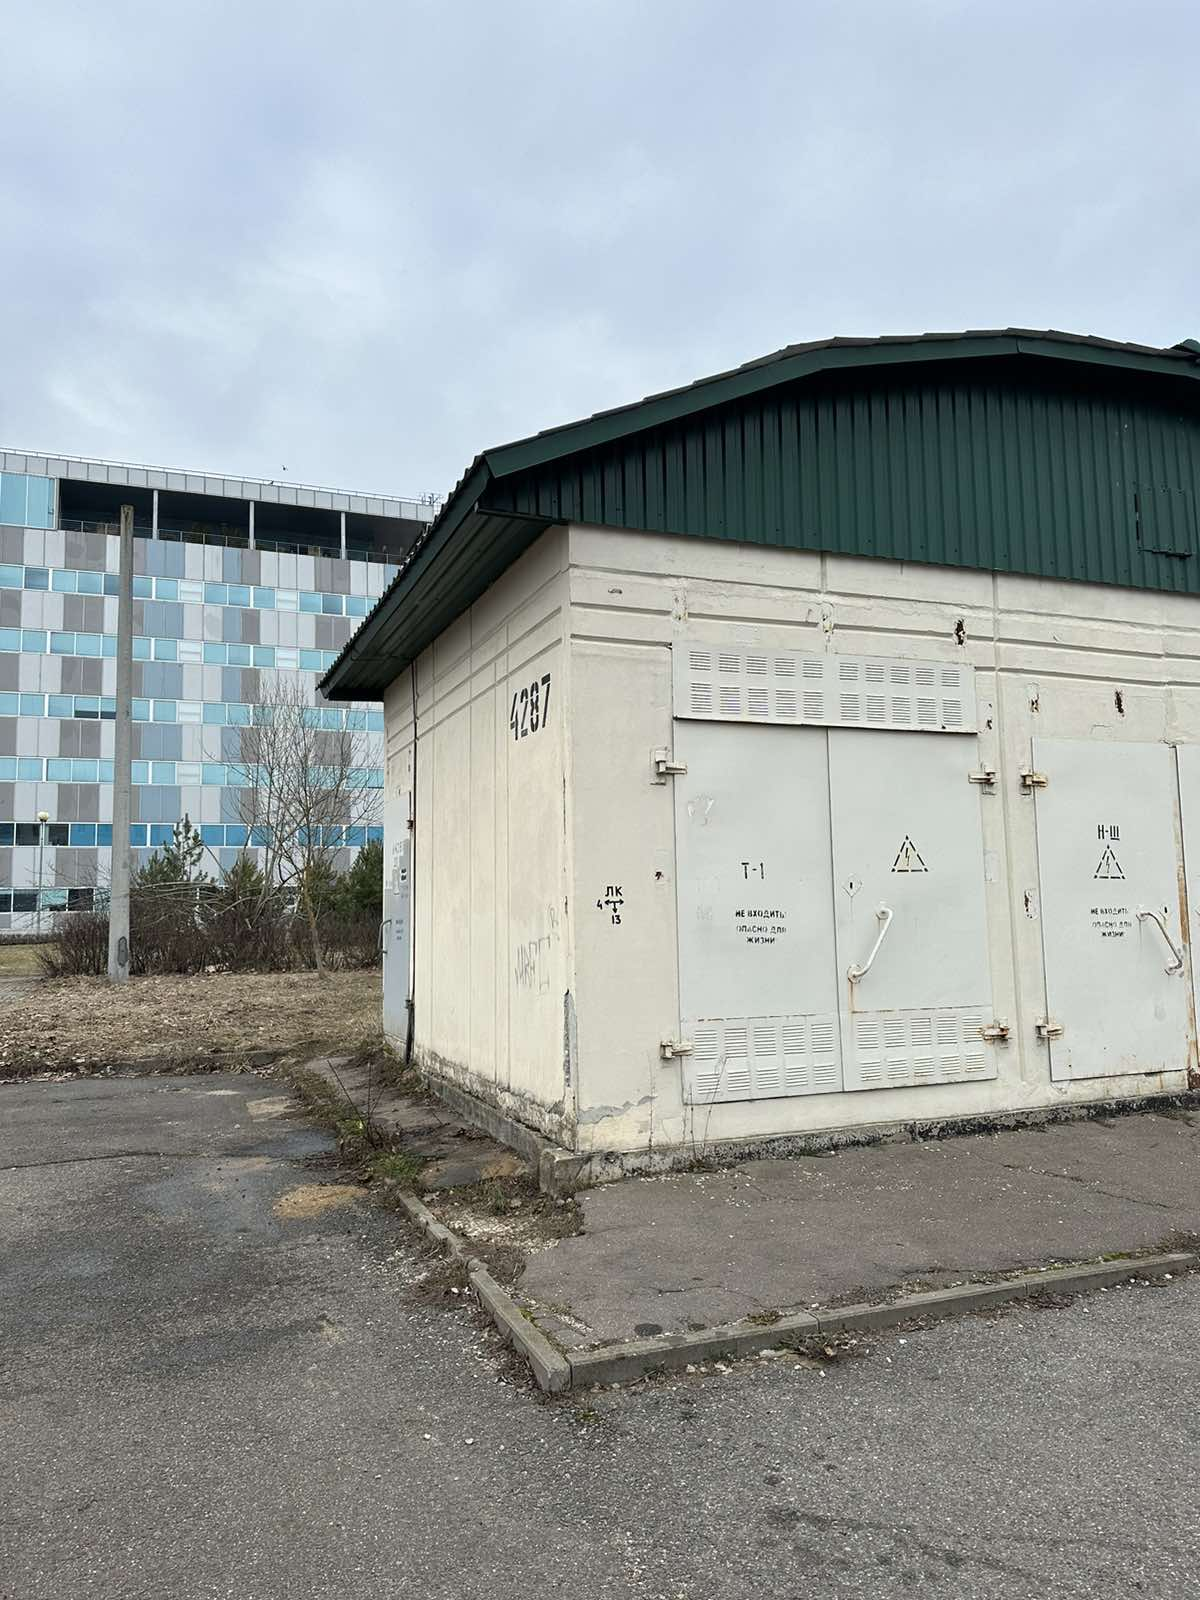 4287
ЛК
4
13
Т-1
НЕ ВХОДИТЬ!
ОПАСНО ДЛЯ
ЖИЗНИ
Н-Ш
НЕ ВХОДИТЬ!
ОПАСНО ДЛЯ
ЖИЗНИ